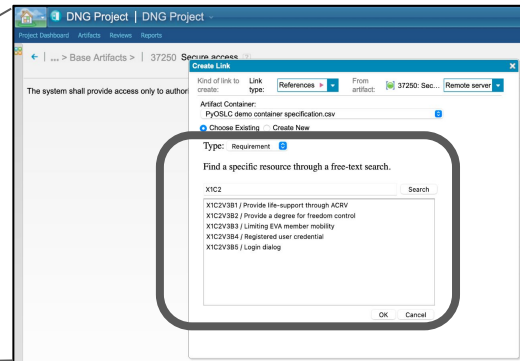 DNG Project | DNG Project
Project Dashboard Artifacts Reviews Reports
← | ... > Base Artifacts > | 37250 Secure access
Create Link
Kind of link to create: Link type: References From artifact: 37250: Sec... Remote server
The system shall provide access only to authori
Artifact Container:
PyOSLC demo container specification.csv
Choose Existing Create New
Type: Requirement
Find a specific resource through a free-text search.
X1C2 Search
X1C2V3B1 / Provide life-support through ACRV
X1C2V3B2 / Provide a degree for freedom control
X1C2V3B3 / Limiting EVA member mobility
X1C2V3B4 / Registered user credential
X1C2V3B5 / Login dialog
OK Cancel